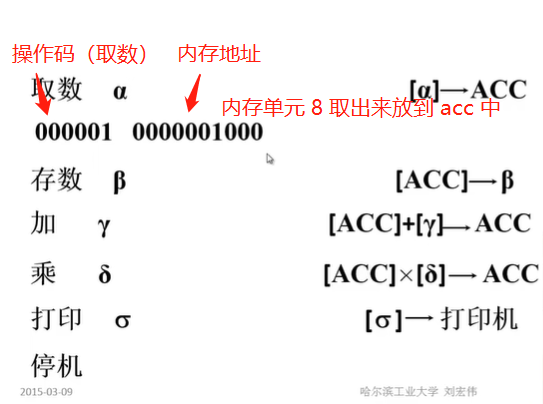 操作码（取数） 内存地址
取数 α [α]→ACC
内存单元 8 取出来放到 acc 中
000001 0000001000
存数 β [ACC]→β
加 γ [ACC]+[γ]→ACC
乘 δ [ACC]×[δ]→ACC
打印 σ [σ]→打印机
停机
2015-03-09 哈尔滨工业大学 刘宏伟